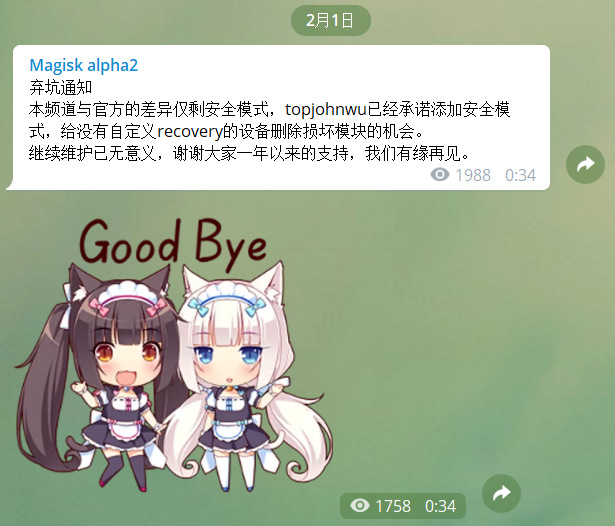 2月1日
Magisk alpha2
弃坑通知
本频道与官方的差异仅剩安全模式，topjohnwu已经承诺添加安全模
式，给没有自定义recovery的设备删除损坏模块的机会。
继续维护已无意义，谢谢大家一年以来的支持，我们有缘再见。
1988 0:34
Good Bye
1758 0:34